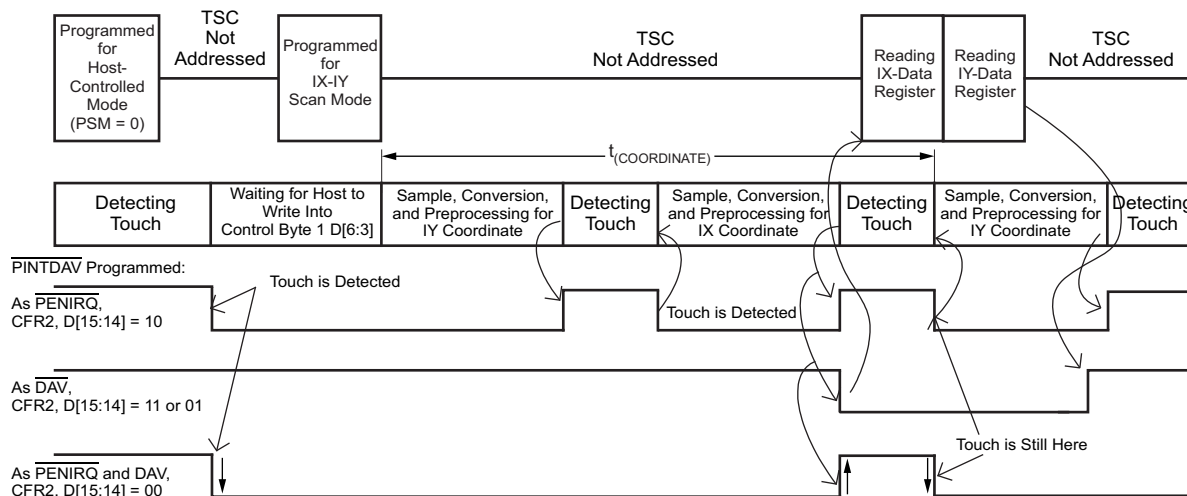 Programmed
for
Host-
Controlled
Mode
(PSM = 0)
TSC
Not
Addressed
Programmed
for
IX-IY
Scan Mode
TSC
Not Addressed
Reading
IX-Data
Register
Reading
IY-Data
Register
TSC
Not Addressed
t(COORDINATE)
Detecting
Touch
Waiting for Host to
Write Into
Control Byte 1 D[6:3]
Sample, Conversion,
and Preprocessing for
IY Coordinate
Detecting
Touch
Sample, Conversion,
and Preprocessing for
IX Coordinate
Detecting
Touch
Sample, Conversion,
and Preprocessing for
IY Coordinate
Detecting
Touch
PINTDAV Programmed:
Touch is Detected
As PENIRQ,
CFR2, D[15:14] = 10
Touch is Detected
As DAV,
CFR2, D[15:14] = 11 or 01
Touch is Still Here
As PENIRQ and DAV,
CFR2, D[15:14] = 00